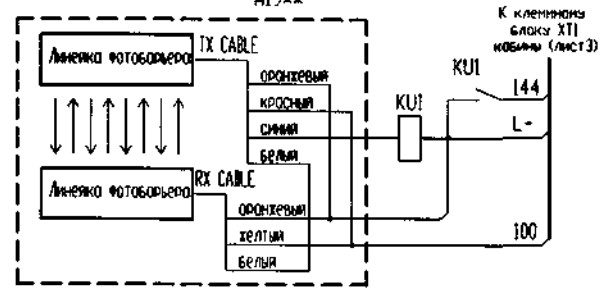 К клеммному
блоку XT1
кабины (лист3)
Линейка фотобарьера
TX CABLE
оранжевый
красный
синий
белый
KU1
KU1
144
L-
Линейка фотобарьера
RX CABLE
оранжевый
желтый
белый
100